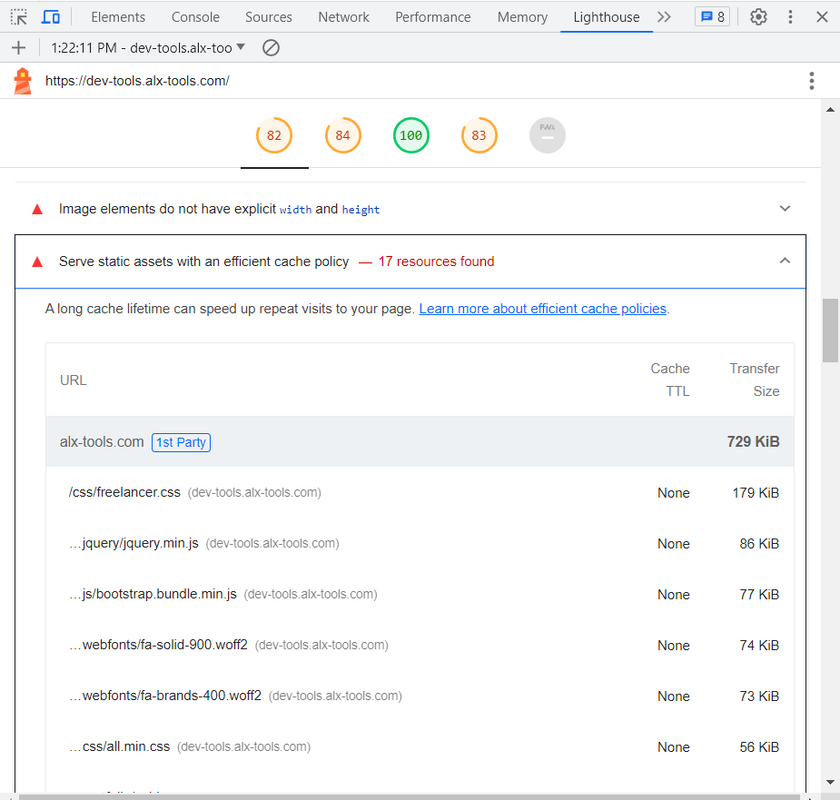 Elements Console Sources Network Performance Memory Lighthouse 8
1:22:11 PM - dev-tools.alx-too
https://dev-tools.alx-tools.com/
82 84 100 83 PWA
Image elements do not have explicit width and height
Serve static assets with an efficient cache policy — 17 resources found
A long cache lifetime can speed up repeat visits to your page. Learn more about efficient cache policies.
URL Cache TTL Transfer Size
alx-tools.com 1st Party 729 KiB
/css/freelancer.css (dev-tools.alx-tools.com) None 179 KiB
…jquery/jquery.min.js (dev-tools.alx-tools.com) None 86 KiB
…js/bootstrap.bundle.min.js (dev-tools.alx-tools.com) None 77 KiB
…webfonts/fa-solid-900.woff2 (dev-tools.alx-tools.com) None 74 KiB
…webfonts/fa-brands-400.woff2 (dev-tools.alx-tools.com) None 73 KiB
…css/all.min.css (dev-tools.alx-tools.com) None 56 KiB